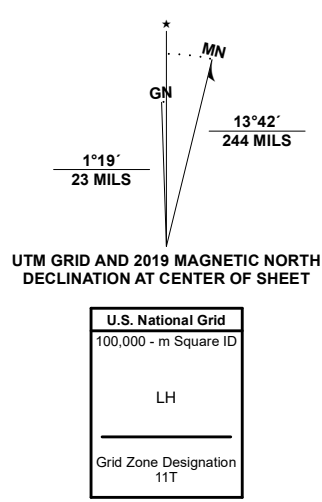 ★
MN
GN
13°42´
244 MILS
1°19´
23 MILS
UTM GRID AND 2019 MAGNETIC NORTH
DECLINATION AT CENTER OF SHEET
U.S. National Grid
100,000 - m Square ID
LH
Grid Zone Designation
11T